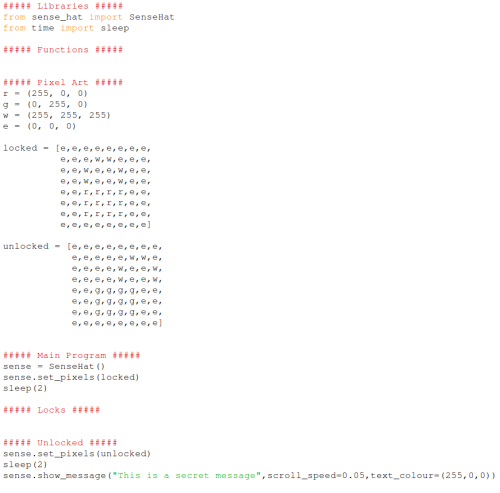 ##### Libraries #####
from sense_hat import SenseHat
from time import sleep
##### Functions #####
##### Pixel Art #####
r = (255, 0, 0)
g = (0, 255, 0)
w = (255, 255, 255)
e = (0, 0, 0)
locked = [e,e,e,e,e,e,e,e,
e,e,e,w,w,e,e,e,
e,e,w,e,e,w,e,e,
e,e,w,e,e,w,e,e,
e,e,r,r,r,r,e,e,
e,e,r,r,r,r,e,e,
e,e,r,r,r,r,e,e,
e,e,e,e,e,e,e,e]
unlocked = [e,e,e,e,e,e,e,e,
e,e,e,e,e,w,w,e,
e,e,e,e,w,e,e,w,
e,e,e,e,w,e,e,w,
e,e,g,g,g,g,e,e,
e,e,g,g,g,g,e,e,
e,e,g,g,g,g,e,e,
e,e,e,e,e,e,e,e]
##### Main Program #####
sense = SenseHat()
sense.set_pixels(locked)
sleep(2)
##### Locks #####
##### Unlocked #####
sense.set_pixels(unlocked)
sleep(2)
sense.show_message("This is a secret message",scroll_speed=0.05,text_colour=(255,0,0))